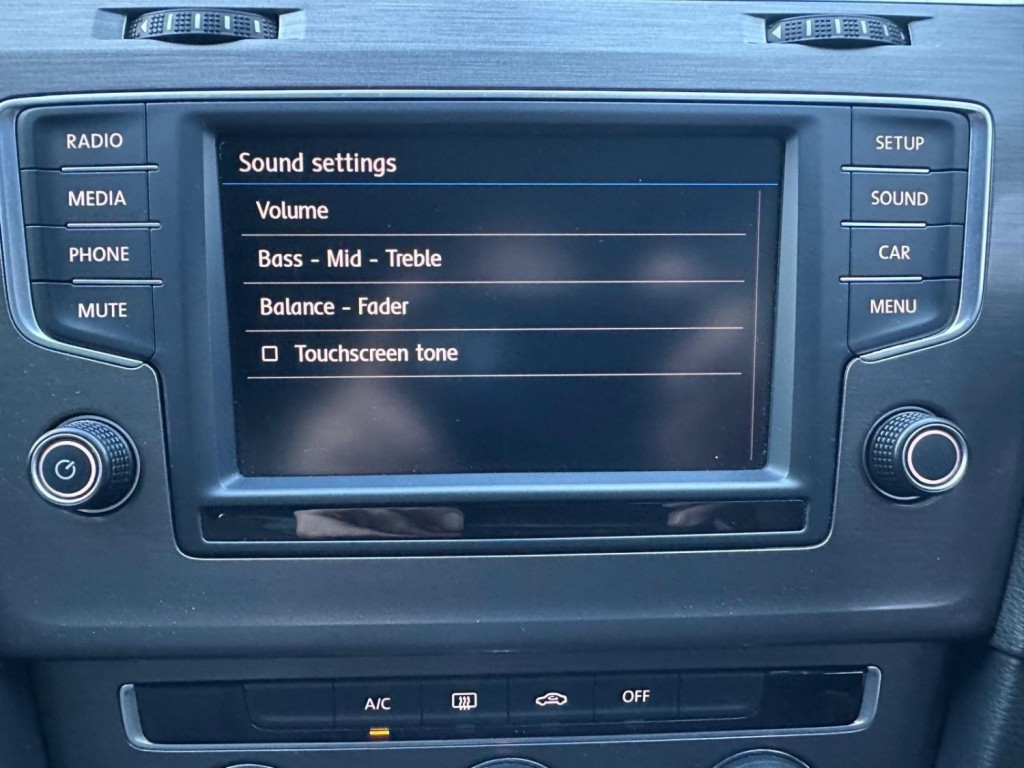 RADIO
MEDIA
PHONE
MUTE
Sound settings
Volume
Bass - Mid - Treble
Balance - Fader
Touchscreen tone
SETUP
SOUND
CAR
MENU
A/C
OFF